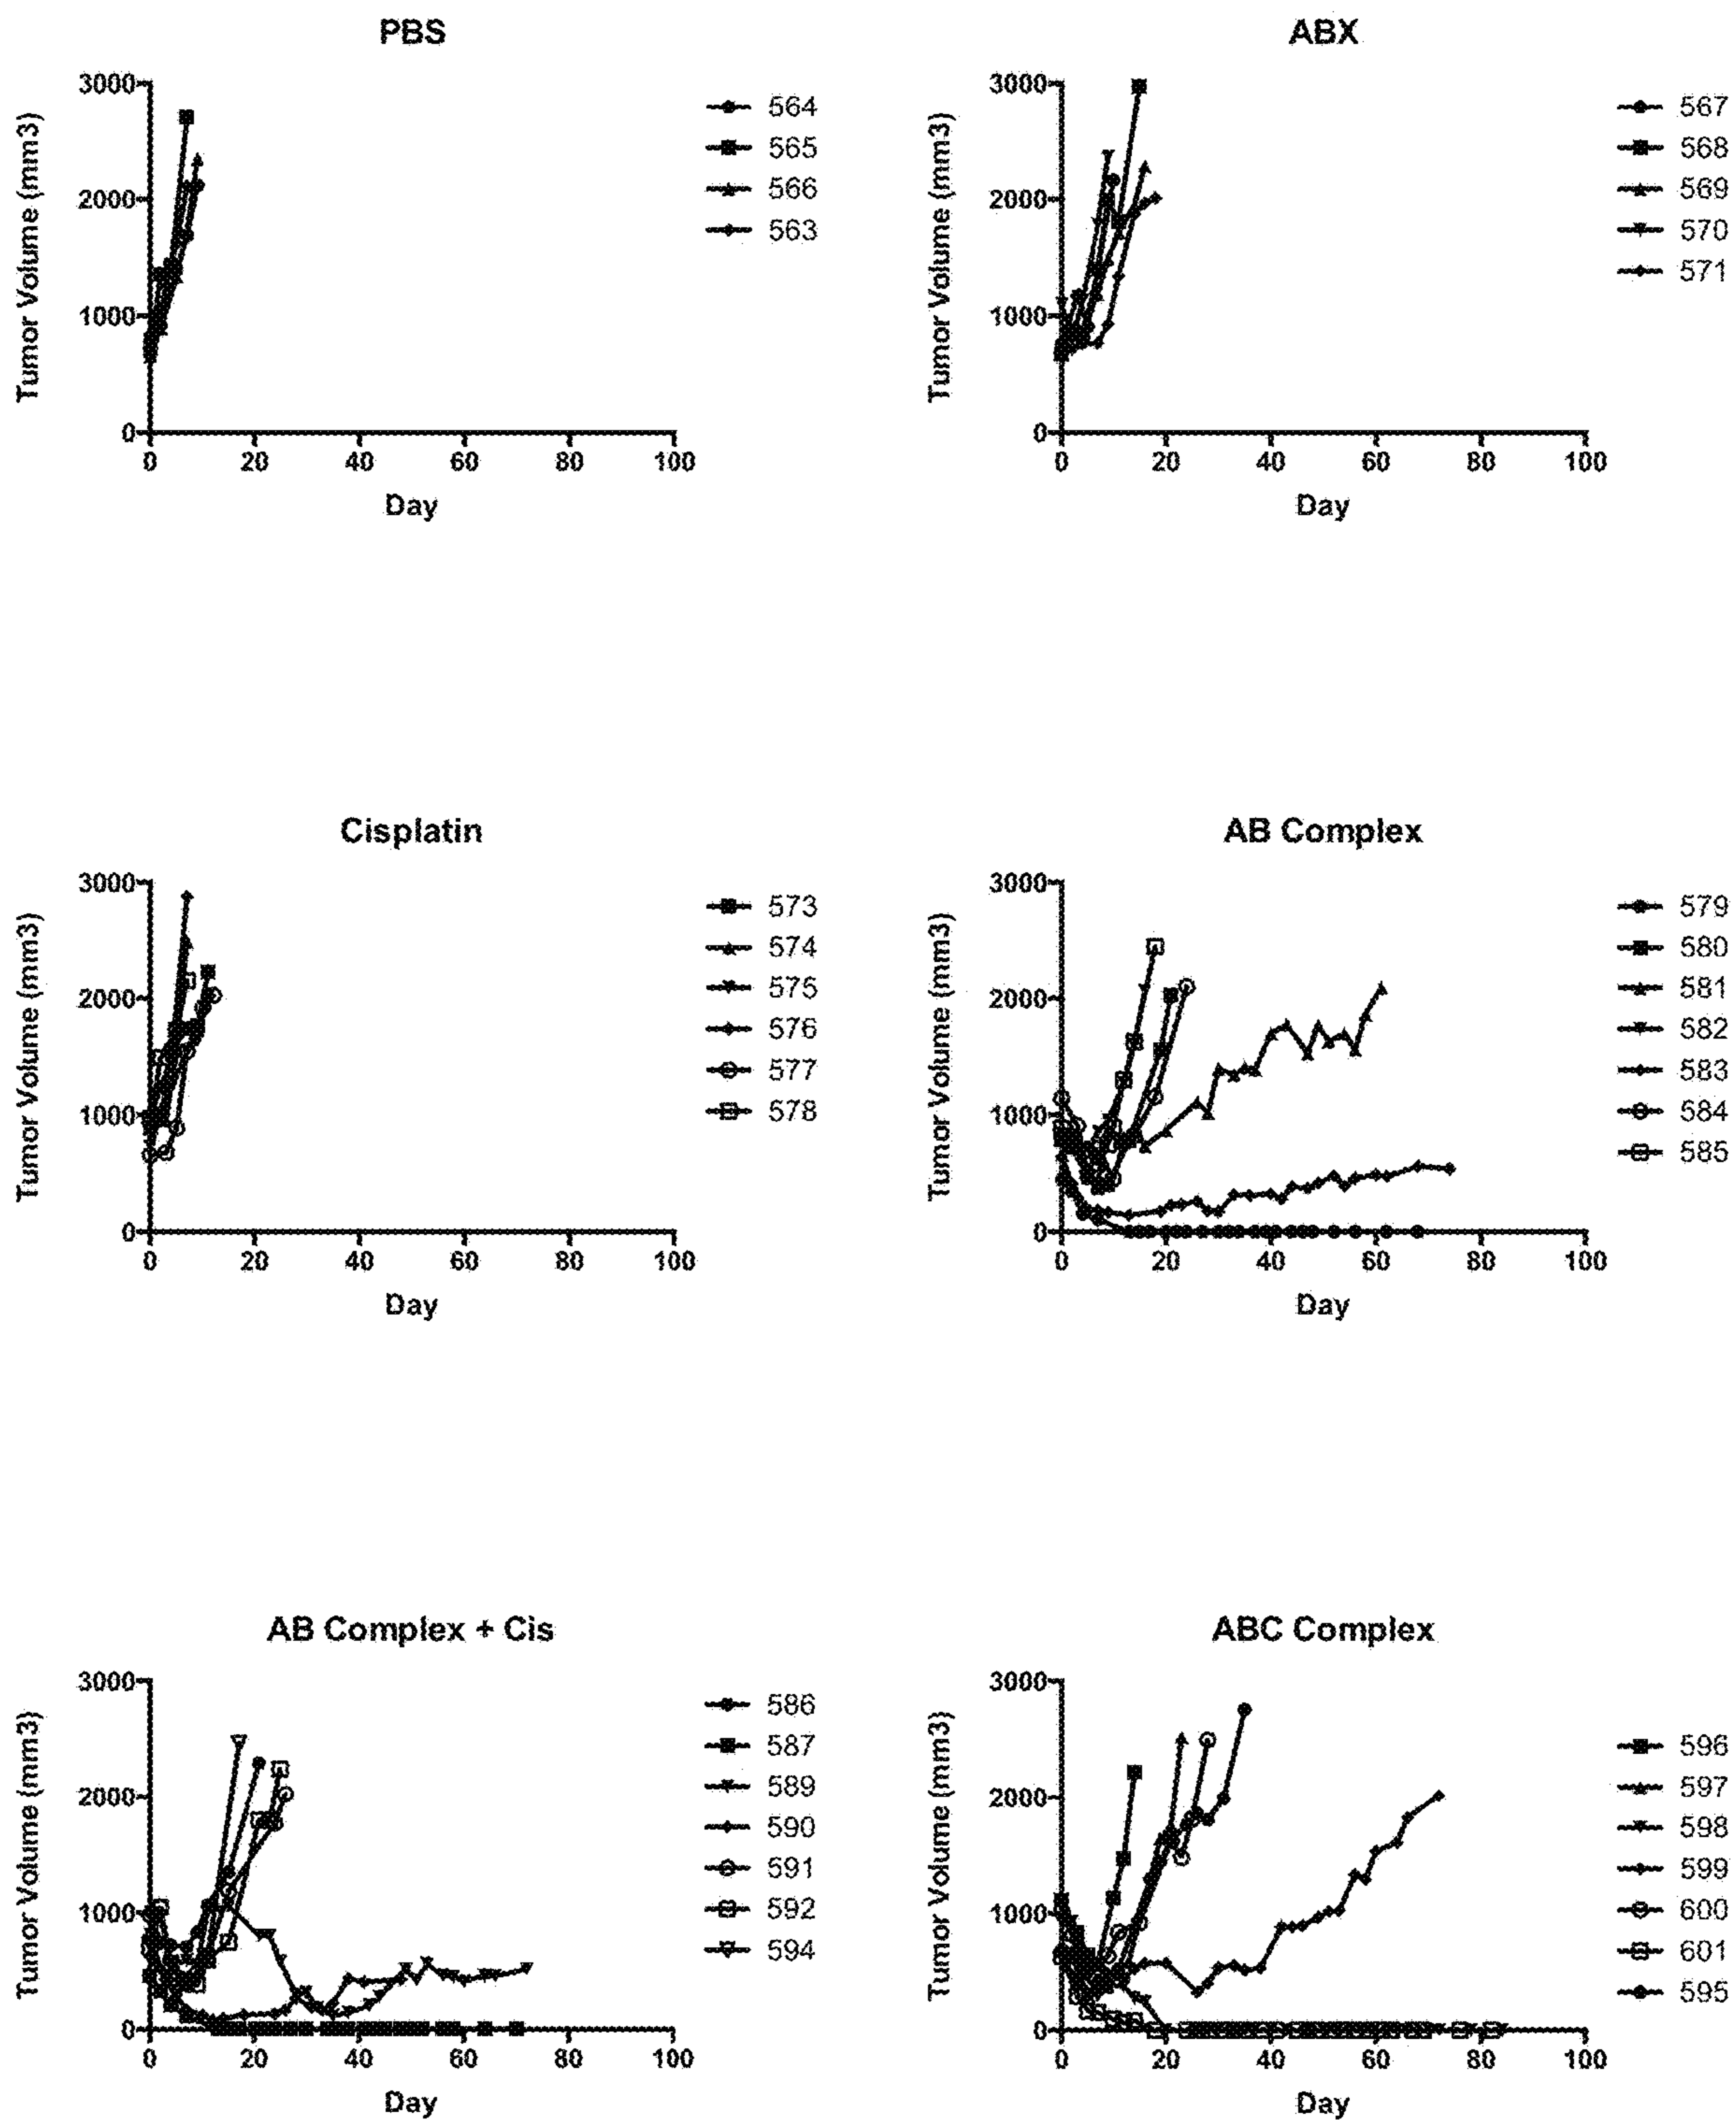 PBS
Tumor Volume (mm3)
3000
2000
1000
0
0 20 40 60 80 100
Day
564
565
566
563
ABX
Tumor Volume (mm3)
3000
2000
1000
0
0 20 40 60 80 100
Day
567
568
569
570
571
Cisplatin
Tumor Volume (mm3)
3000
2000
1000
0
0 20 40 60 80 100
Day
573
574
575
576
577
578
AB Complex
Tumor Volume (mm3)
3000
2000
1000
0
0 20 40 60 80 100
Day
579
580
581
582
583
584
585
AB Complex + Cis
Tumor Volume (mm3)
3000
2000
1000
0
0 20 40 60 80 100
Day
586
587
589
590
591
592
594
ABC Complex
Tumor Volume (mm3)
3000
2000
1000
0
0 20 40 60 80 100
Day
596
597
598
599
600
601
595